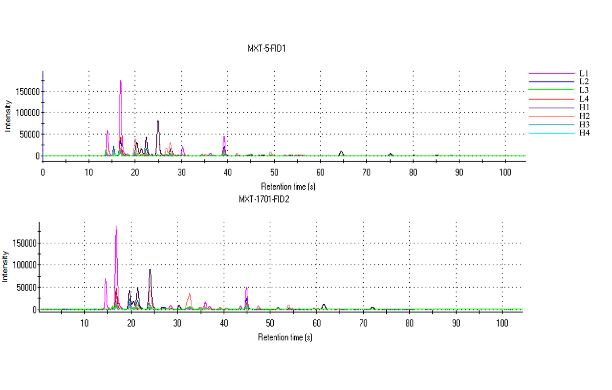 MXT-5-FID1
Intensity
150000
100000
50000
0
0 10 20 30 40 50 60 70 80 90 100
Retention time (s)
L1
L2
L3
L4
H1
H2
H3
H4
MXT-1701-FID2
Intensity
150000
100000
50000
0
10 20 30 40 50 60 70 80 90 100
Retention time (s)